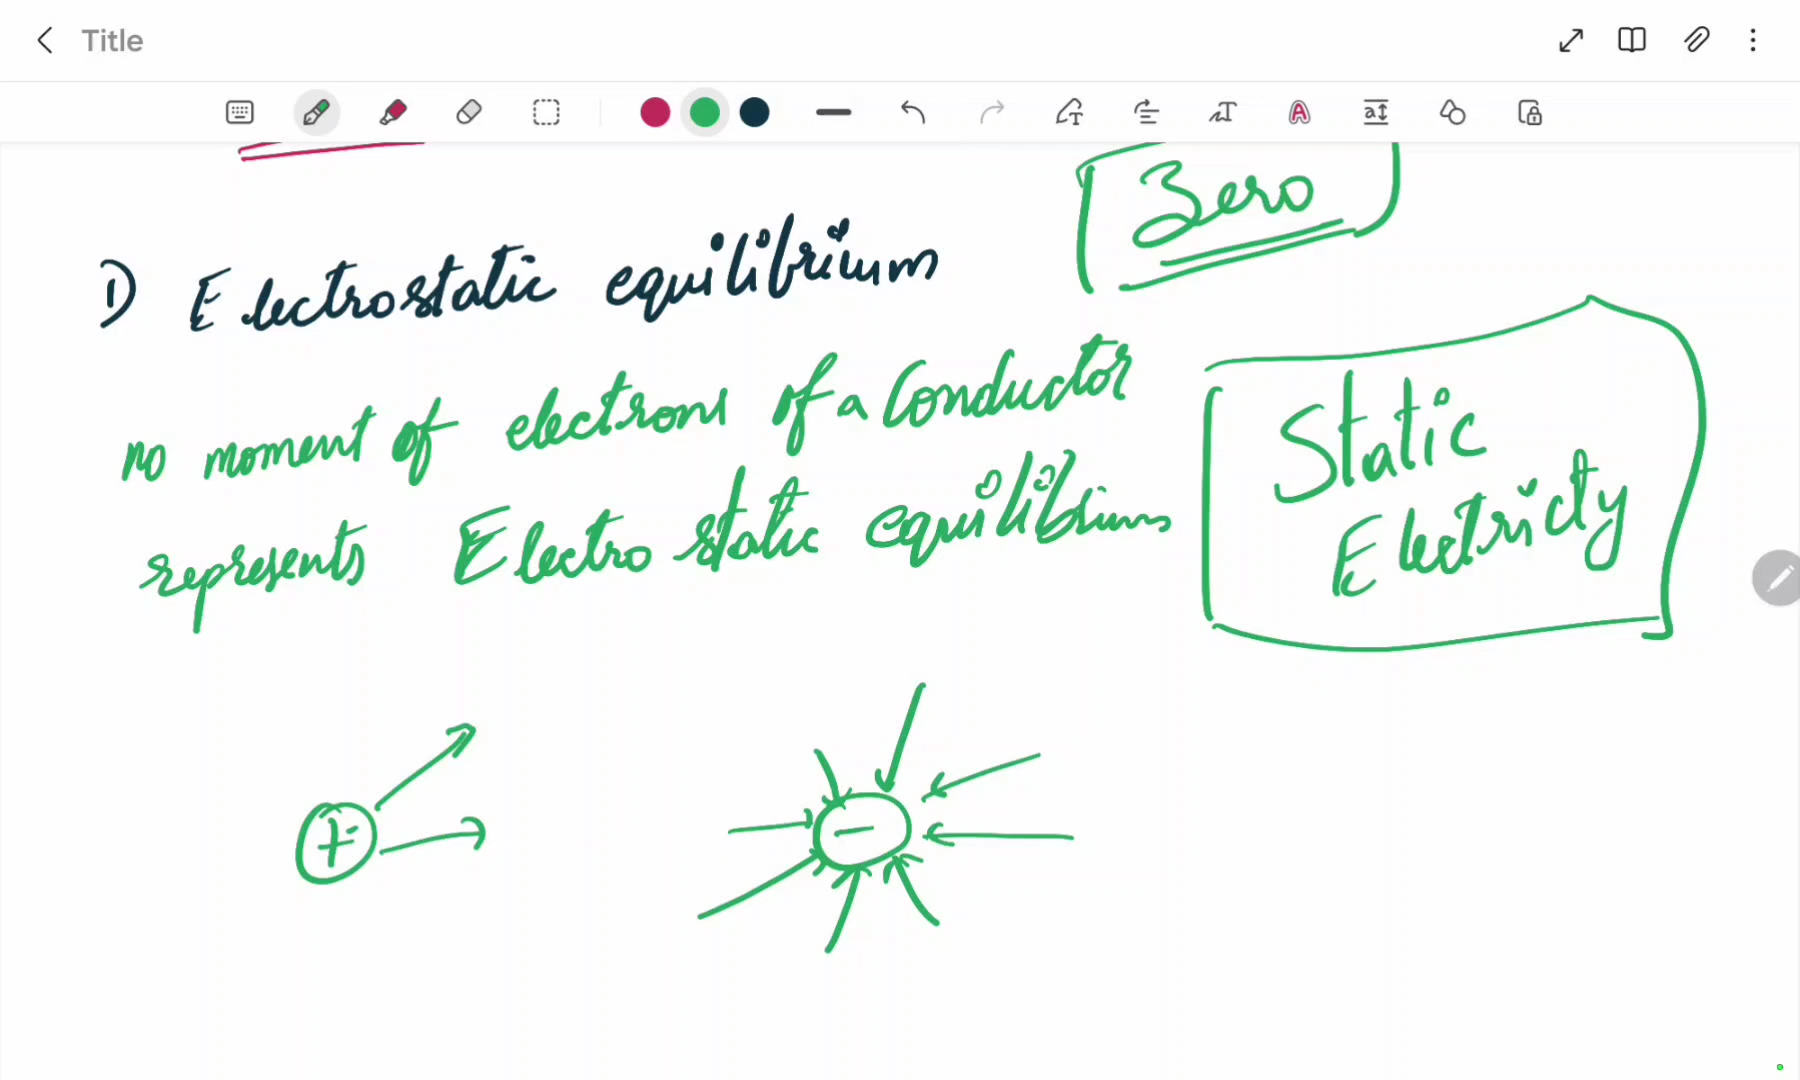 Title
Zero
1) Electrostatic equilibrium
no moment of electrons of a Conductor
represents Electro static equilibrium
Static
Electricty
+
−